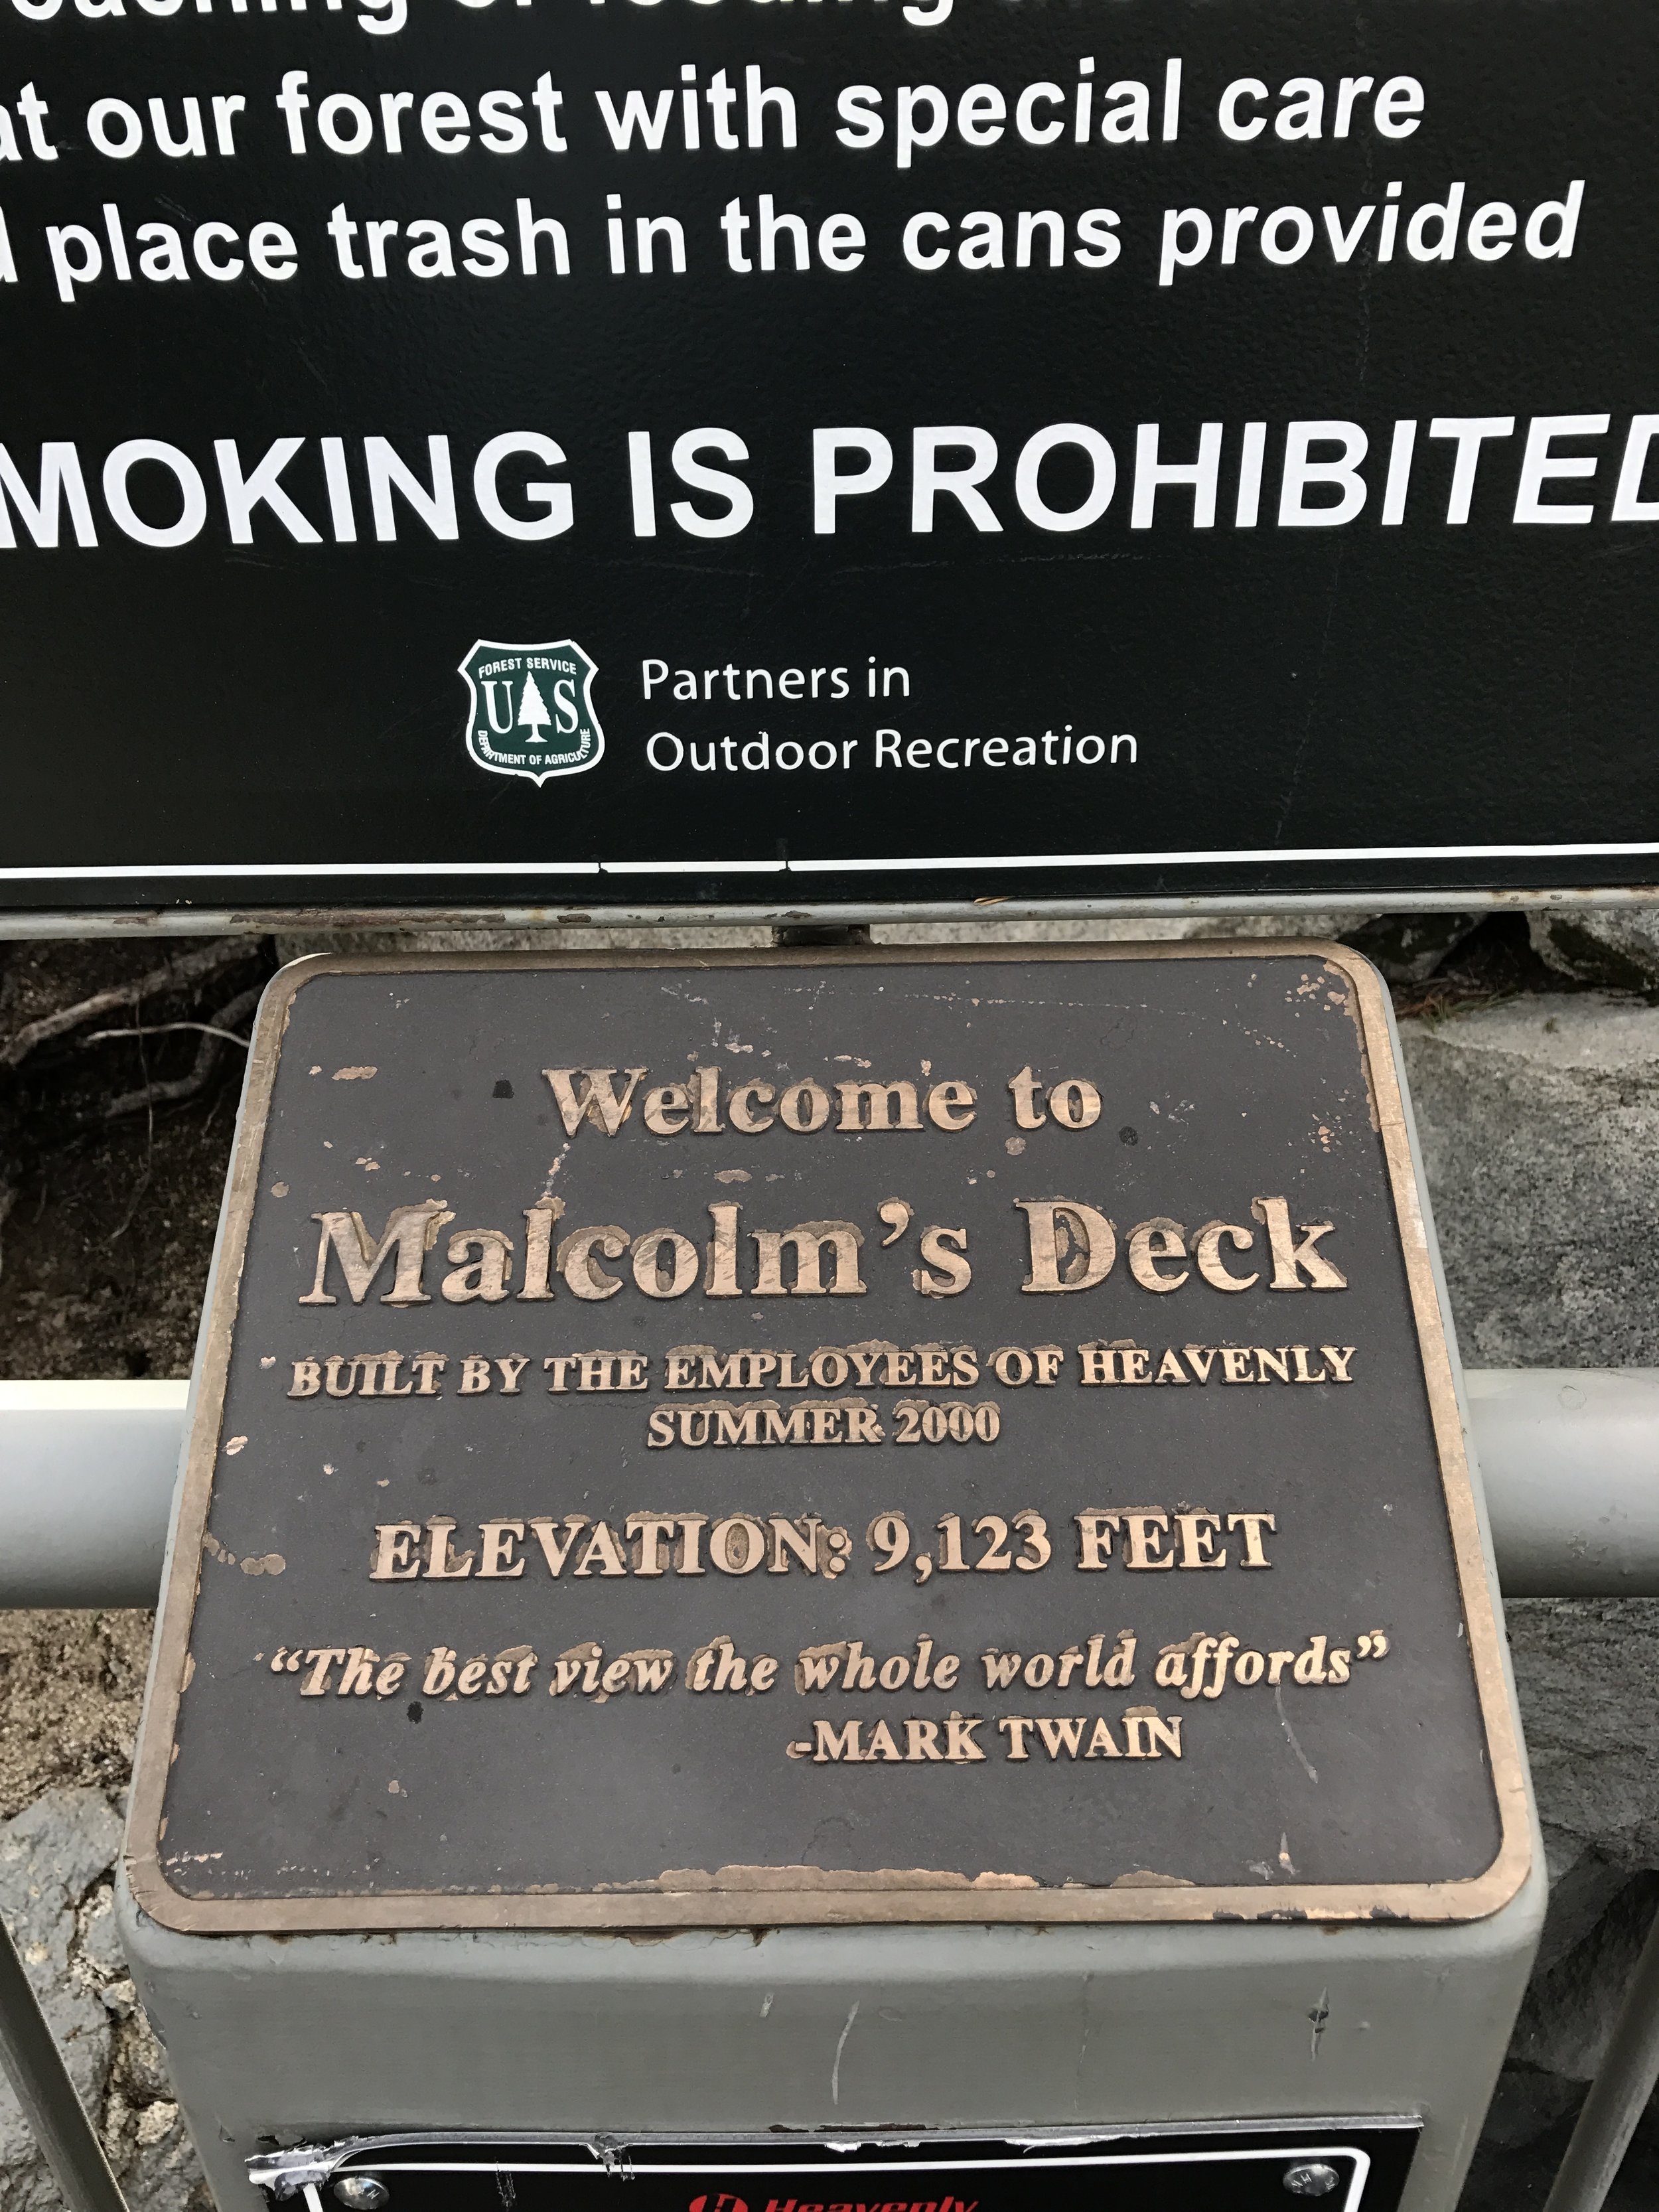 our forest with special care
place trash in the cans provided
MOKING IS PROHIBITED
FOREST SERVICE
U S
DEPARTMENT OF AGRICULTURE
Partners in
Outdoor Recreation
Welcome to
Malcolm's Deck
BUILT BY THE EMPLOYEES OF HEAVENLY
SUMMER 2000
ELEVATION: 9,123 FEET
“The best view the whole world affords”
-MARK TWAIN
Heavenly